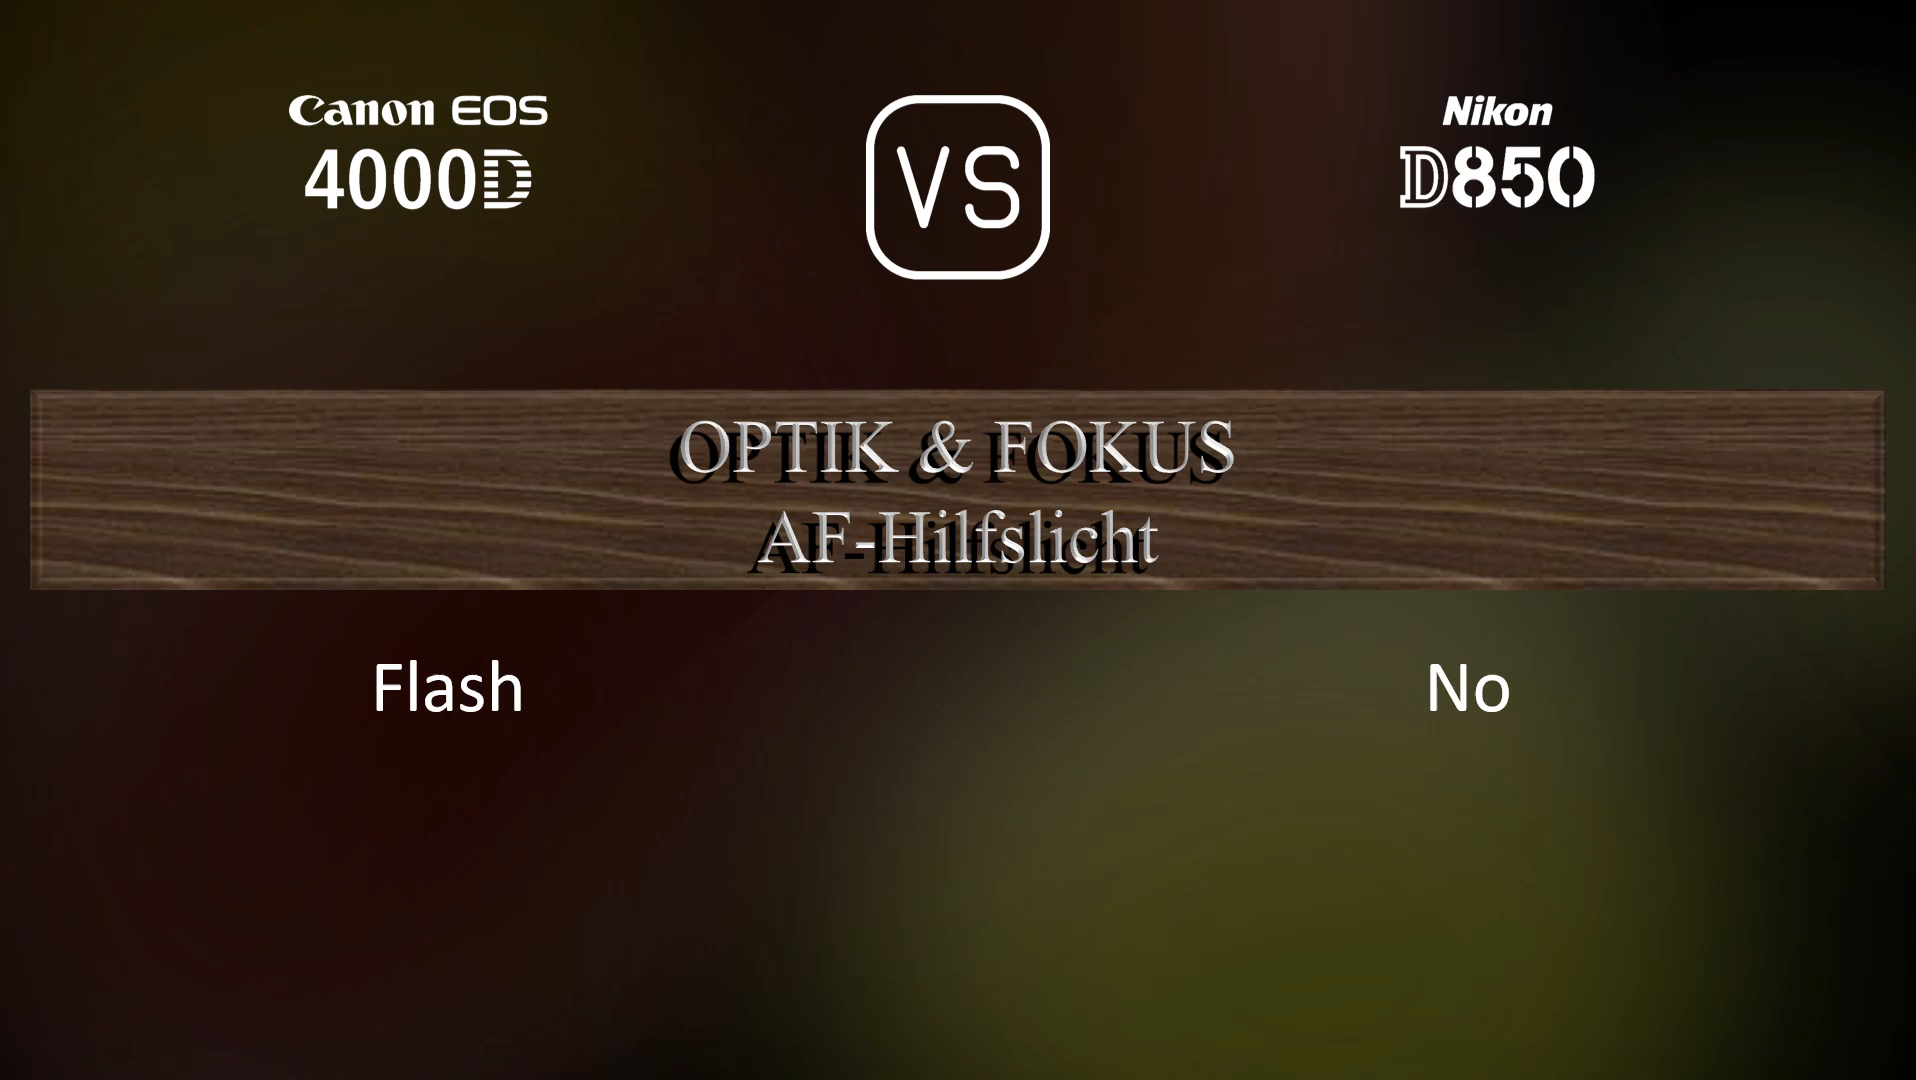 Canon EOS
4000D
VS
Nikon
D850
OPTIK & FOKUS
AF-Hilfslicht
Flash
No